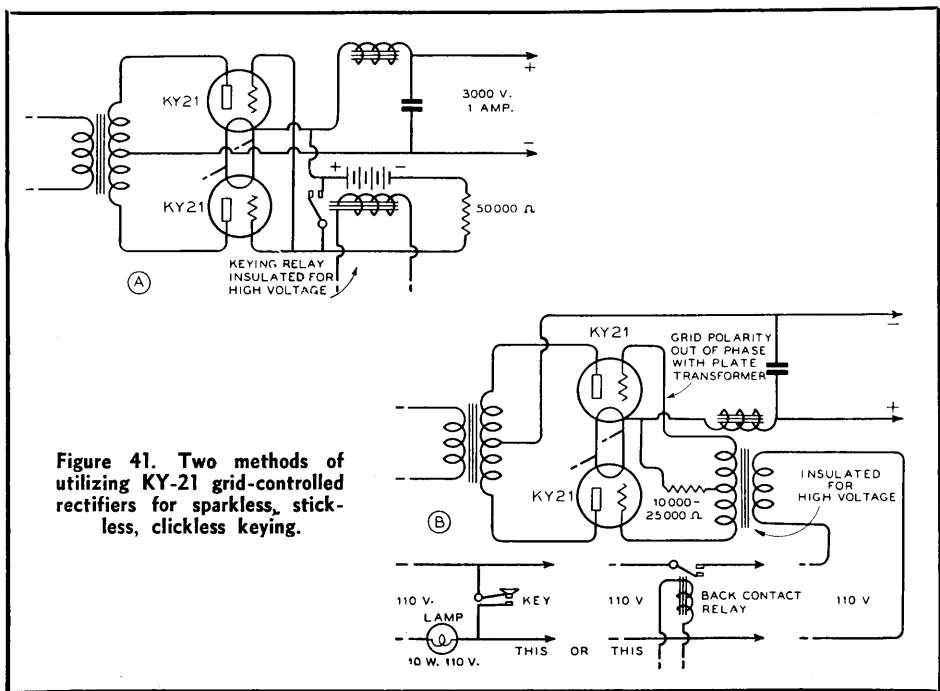 KY21
KY21
3000 V.
1 AMP.
+
−
+
−
50000 Ω
KEYING RELAY
INSULATED FOR
HIGH VOLTAGE
A
KY21
GRID POLARITY
OUT OF PHASE
WITH PLATE
TRANSFORMER
−
+
KY21
10000–
25000 Ω
INSULATED
FOR
HIGH VOLTAGE
B
Figure 41. Two methods of
utilizing KY-21 grid-controlled
rectifiers for sparkless, stick-
less, clickless keying.
110 V.
KEY
LAMP
10 W. 110 V.
THIS OR THIS
110 V
BACK CONTACT
RELAY
110 V